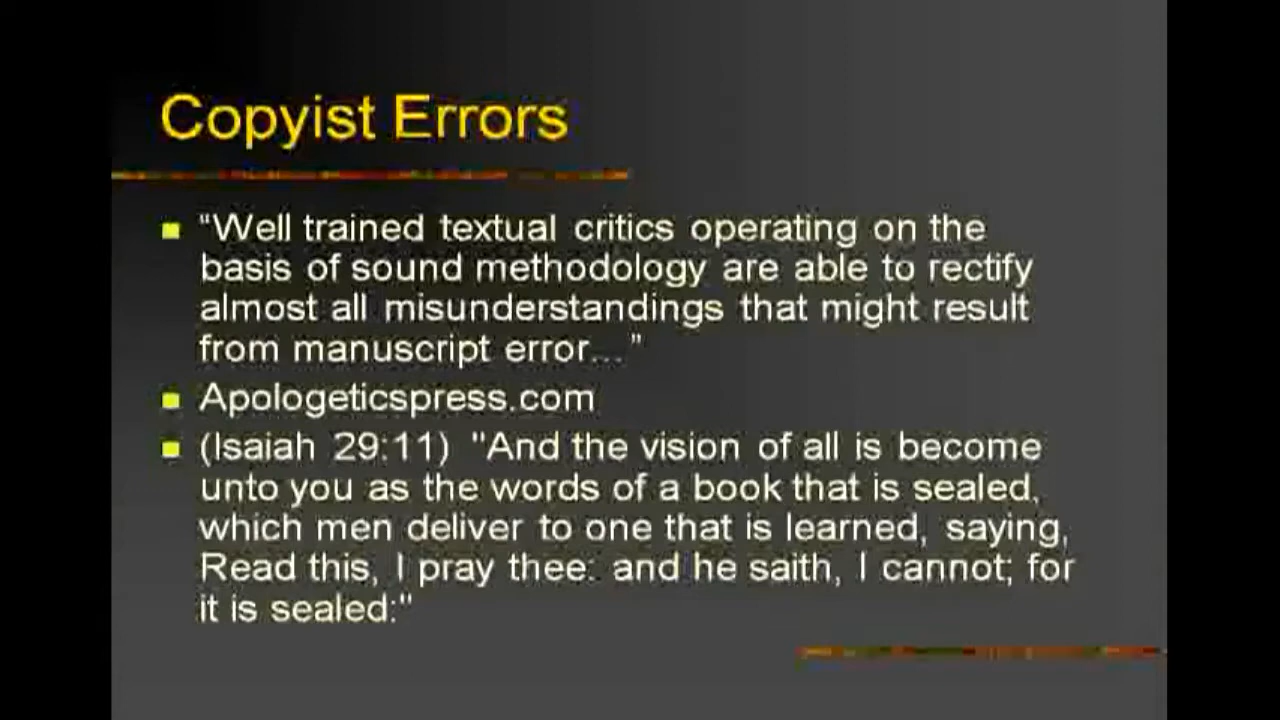 Copyist Errors
“Well trained textual critics operating on the
basis of sound methodology are able to rectify
almost all misunderstandings that might result
from manuscript error…”
Apologeticspress.com
(Isaiah 29:11) "And the vision of all is become
unto you as the words of a book that is sealed,
which men deliver to one that is learned, saying,
Read this, I pray thee: and he saith, I cannot; for
it is sealed:"